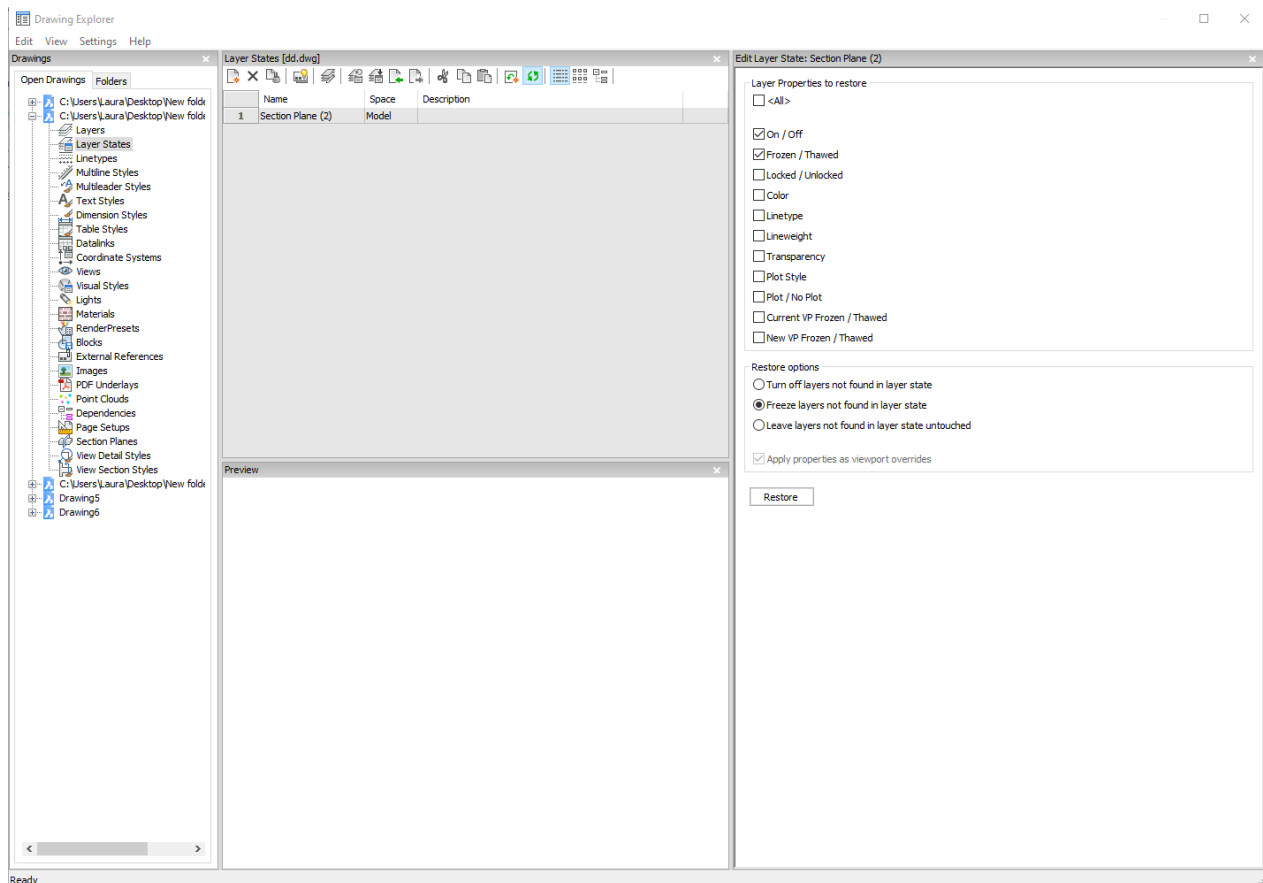 Drawing Explorer
Edit View Settings Help
Drawings
Open Drawings Folders
C:\Users\Laura\Desktop\New folde
C:\Users\Laura\Desktop\New folde
Layers
Layer States
Linetypes
Multiline Styles
Multileader Styles
Text Styles
Dimension Styles
Table Styles
Datalinks
Coordinate Systems
Views
Visual Styles
Lights
Materials
RenderPresets
Blocks
External References
Images
PDF Underlays
Point Clouds
Dependencies
Page Setups
Section Planes
View Detail Styles
View Section Styles
C:\Users\Laura\Desktop\New folde
Drawing5
Drawing6
Layer States [dd.dwg]
Name Space Description
1 Section Plane (2) Model
Preview
Edit Layer State: Section Plane (2)
Layer Properties to restore
<All>
On / Off
Frozen / Thawed
Locked / Unlocked
Color
Linetype
Lineweight
Transparency
Plot Style
Plot / No Plot
Current VP Frozen / Thawed
New VP Frozen / Thawed
Restore options
Turn off layers not found in layer state
Freeze layers not found in layer state
Leave layers not found in layer state untouched
Apply properties as viewport overrides
Restore
Ready